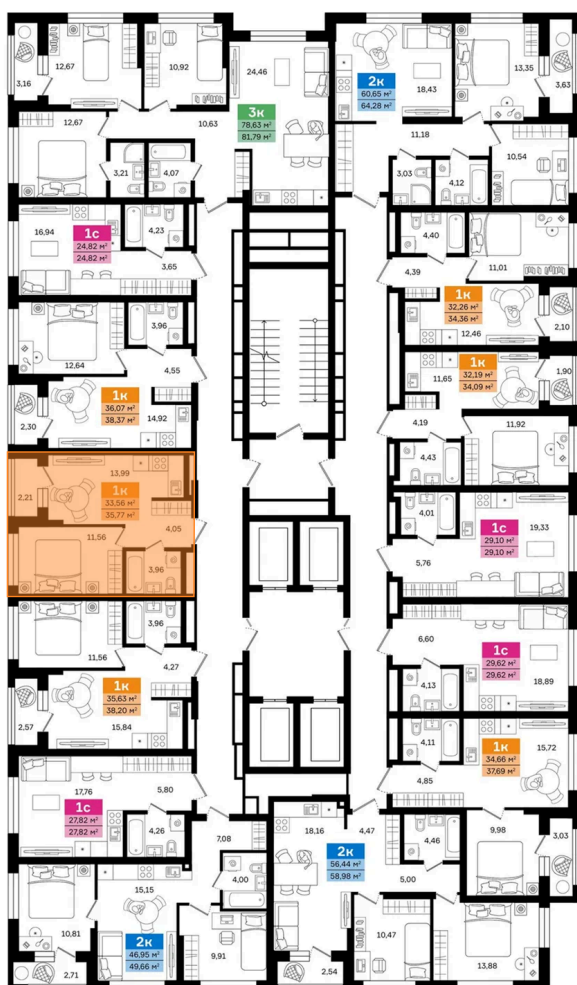 3,16
12,67
10,92
24,46
3к
78,63 м²
81,79 м²
10,63
12,67
3,21
4,07
2к
60,65 м²
64,28 м²
18,43
13,35
3,63
11,18
10,54
3,03
4,12
16,94
1с
24,82 м²
24,82 м²
4,23
3,65
4,40
4,39
11,01
1к
32,26 м²
34,36 м²
12,46
2,10
3,96
12,64
4,55
1к
36,07 м²
38,37 м²
14,92
2,30
1к
32,19 м²
34,09 м²
11,65
1,90
4,19
11,92
4,43
13,99
2,21
1к
33,56 м²
35,77 м²
4,05
11,56
3,96
4,01
1с
29,10 м²
29,10 м²
19,33
5,76
3,96
11,56
4,27
1к
35,63 м²
38,20 м²
15,84
2,57
6,60
1с
29,62 м²
29,62 м²
4,13
18,89
4,11
1к
34,66 м²
37,69 м²
15,72
4,85
17,76
5,80
1с
27,82 м²
27,82 м²
4,26
7,08
18,16
4,47
2к
56,44 м²
58,98 м²
4,46
5,00
9,98
3,03
4,00
15,15
10,81
2к
46,95 м²
49,66 м²
9,91
2,71
2,54
10,47
13,88